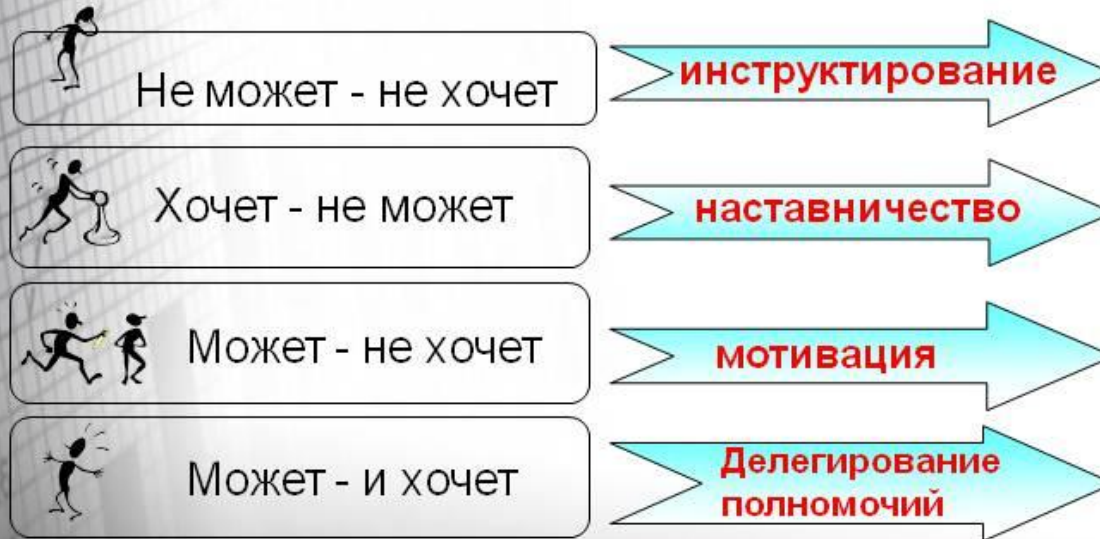 Не может - не хочет
инструктирование
Хочет - не может
наставничество
Может - не хочет
мотивация
Может - и хочет
Делегирование
полномочий